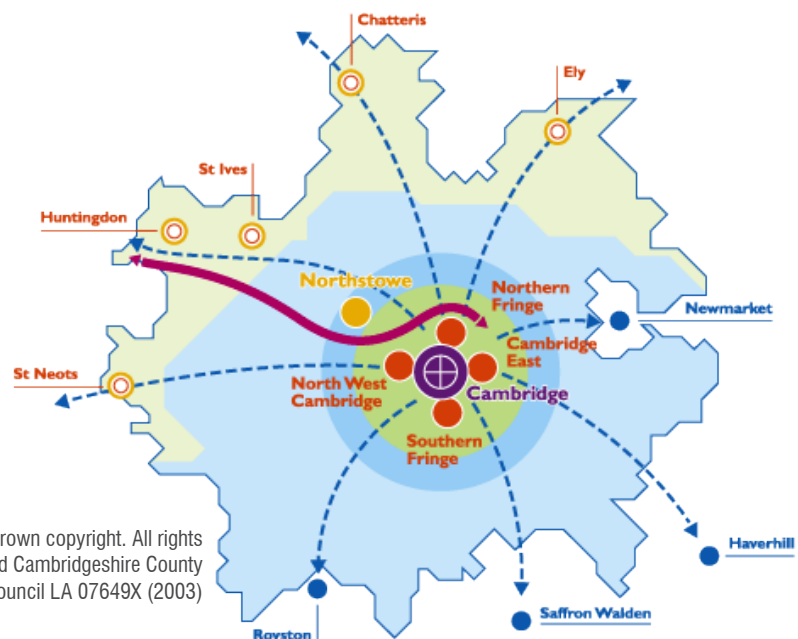 Chatteris
Ely
St Ives
Huntingdon
Northstowe
Northern
Fringe
Newmarket
Cambridge
East
St Neots
North West
Cambridge
Cambridge
Southern
Fringe
rown copyright. All rights
d Cambridgeshire County
ouncil LA 07649X (2003)
Haverhill
Saffron Walden
Royston